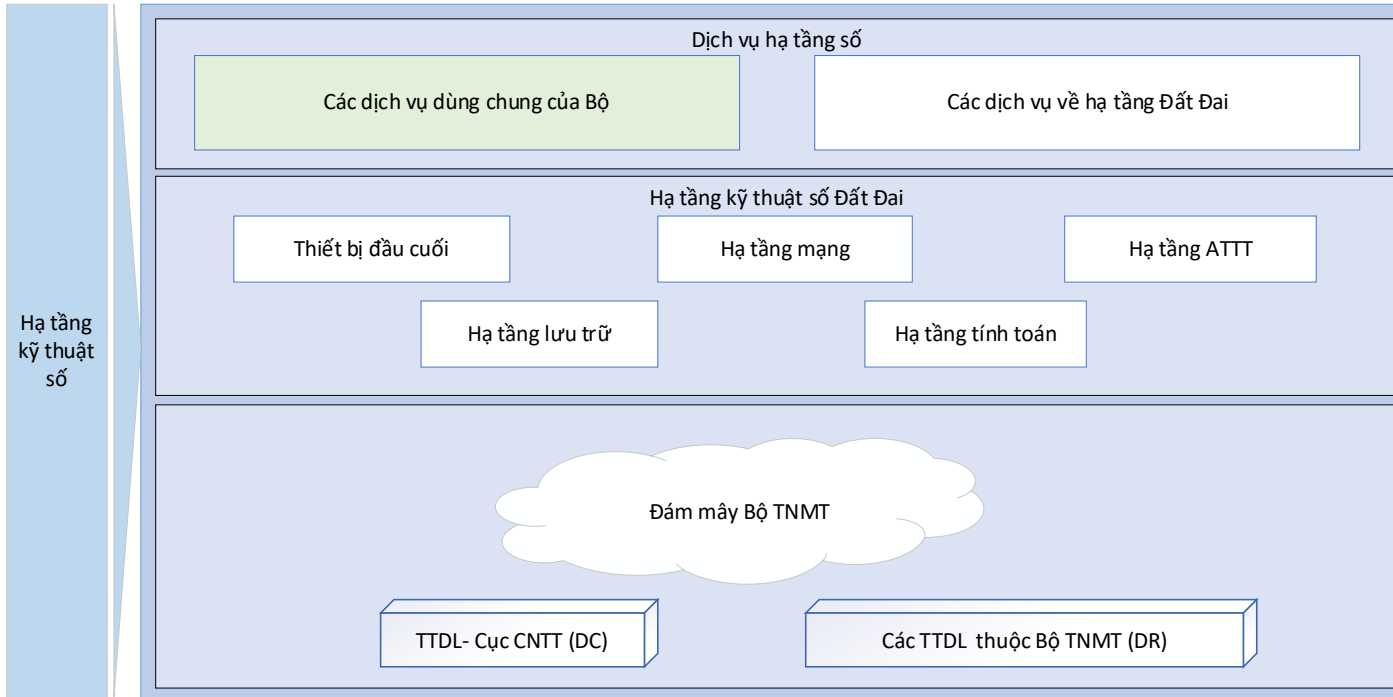 Dịch vụ hạ tầng số
Các dịch vụ dùng chung của Bộ
Các dịch vụ về hạ tầng Đất Đai
Hạ tầng kỹ thuật số Đất Đai
Thiết bị đầu cuối
Hạ tầng mạng
Hạ tầng ATTT
Hạ tầng lưu trữ
Hạ tầng tính toán
Hạ tầng
kỹ thuật
số
Đám mây Bộ TNMT
TTDL- Cục CNTT (DC)
Các TTDL thuộc Bộ TNMT (DR)